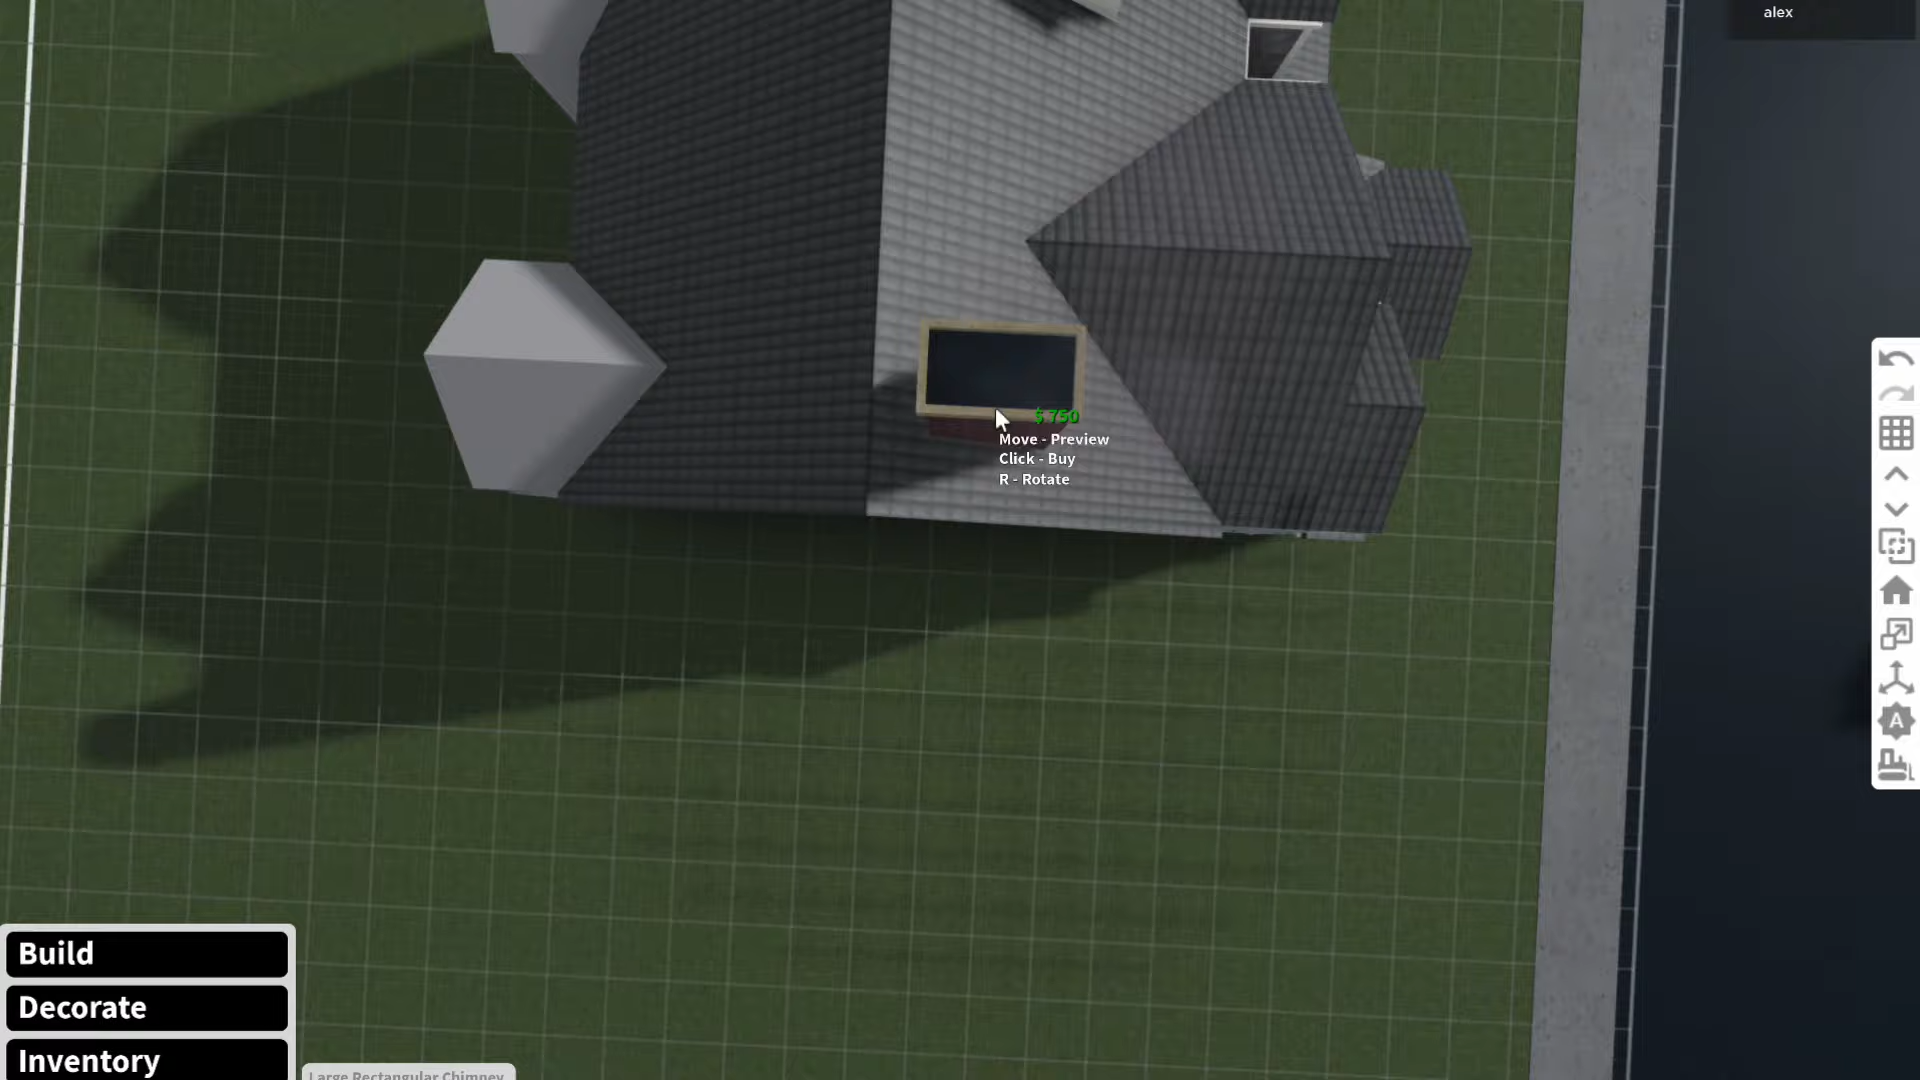 alex
$ 750
Move - Preview
Click - Buy
R - Rotate
A
Build
Decorate
Inventory
Large Rectangular Chimney